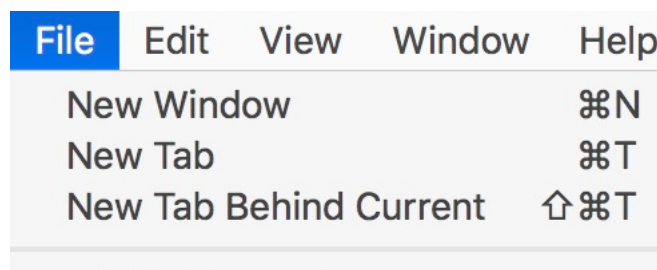 File Edit View Window Help
New Window ⌘N
New Tab ⌘T
New Tab Behind Current ⇧⌘T